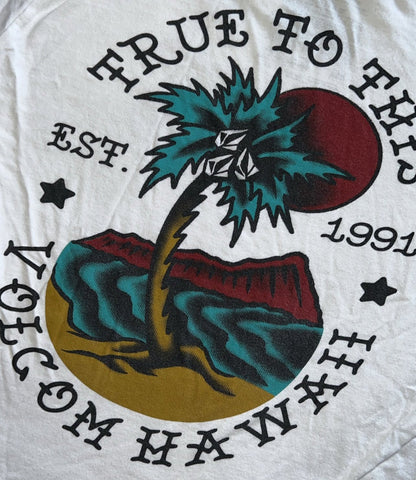 TRUE TO THIS
EST.
1991
VOLCOM HAWAII